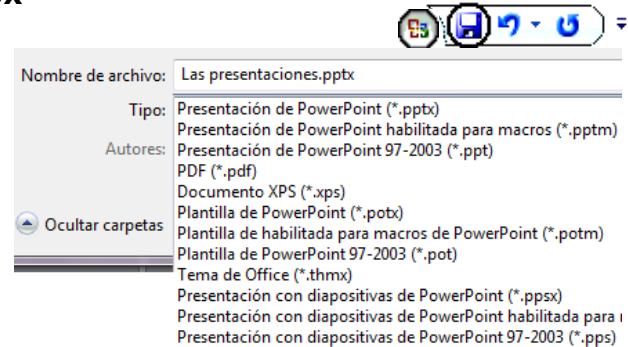 Nombre de archivo: Las presentaciones.pptx
Tipo: Presentación de PowerPoint (*.pptx)
Presentación de PowerPoint habilitada para macros (*.pptm)
Autores: Presentación de PowerPoint 97-2003 (*.ppt)
PDF (*.pdf)
Documento XPS (*.xps)
Plantilla de PowerPoint (*.potx)
Ocultar carpetas Plantilla de habilitada para macros de PowerPoint (*.potm)
Plantilla de PowerPoint 97-2003 (*.pot)
Tema de Office (*.thmx)
Presentación con diapositivas de PowerPoint (*.ppsx)
Presentación con diapositivas de PowerPoint habilitada para
Presentación con diapositivas de PowerPoint 97-2003 (*.pps)